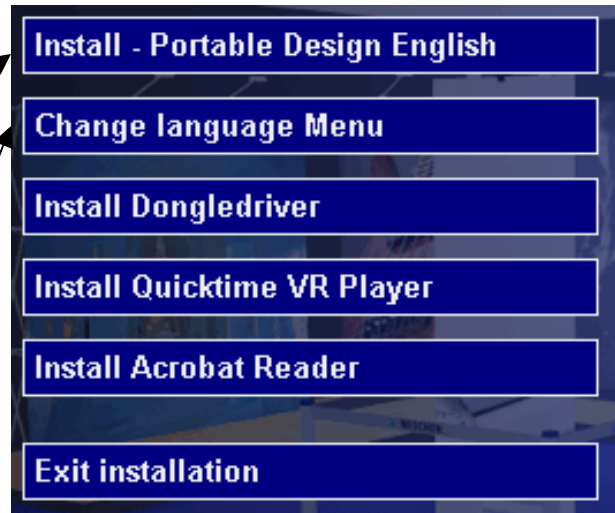 Install - Portable Design English
Change language Menu
Install Dongledriver
Install Quicktime VR Player
Install Acrobat Reader
Exit installation